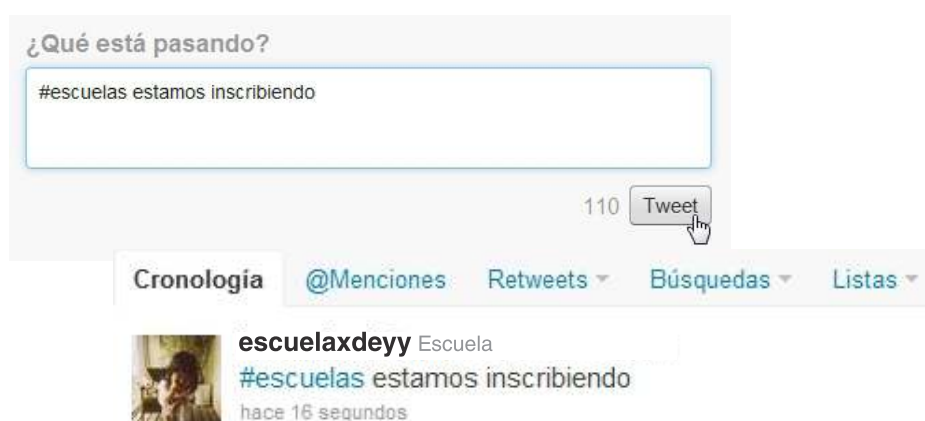 ¿Qué está pasando?
#escuelas estamos inscribiendo
110 Tweet
Cronología @Menciones Retweets Búsquedas Listas
escuelaxdeyy Escuela
#escuelas estamos inscribiendo
hace 16 segundos